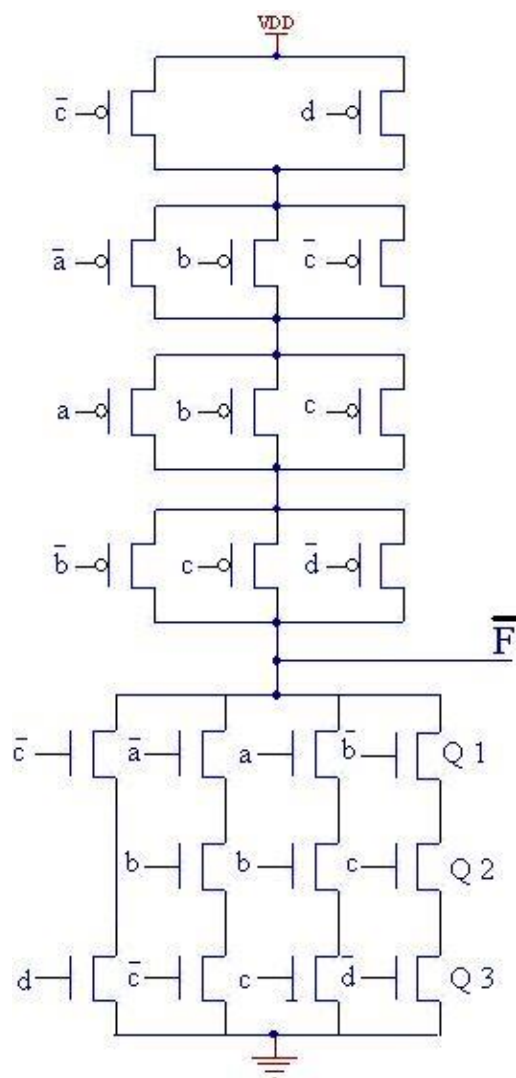 VDD
c̅ d
a̅ b c̅
a b c
b̅ c d̅
F̅
c̅ a̅ a b̅ Q 1
b b c Q 2
d c̅ c d̅ Q 3